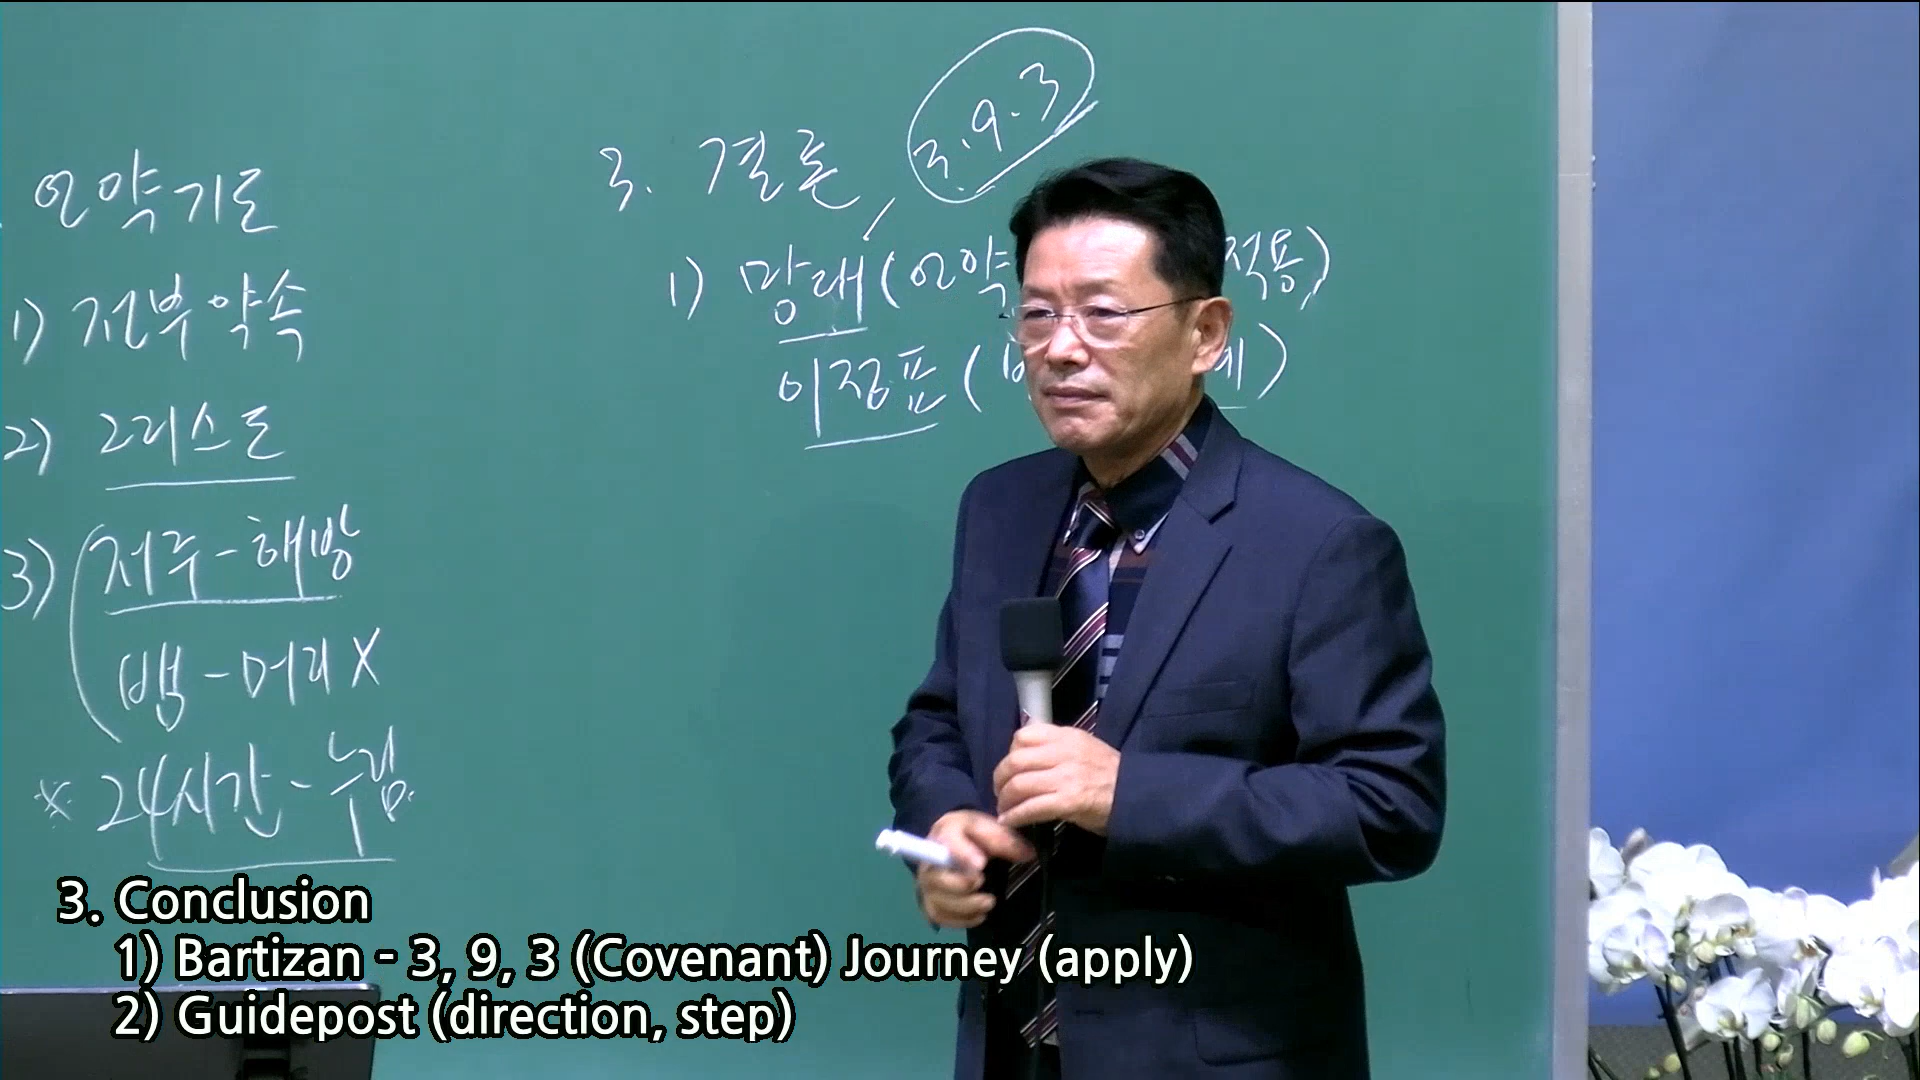 언약기도
1) 전부 약속
2) 그리스도
3) 저주-해방
뱀-머리 X
※ 24시간-누림.
3. 결론
3.9.3
1) 망대(언약 적용)
이정표(
3. Conclusion
1) Bartizan - 3, 9, 3 (Covenant) Journey (apply)
2) Guidepost (direction, step)